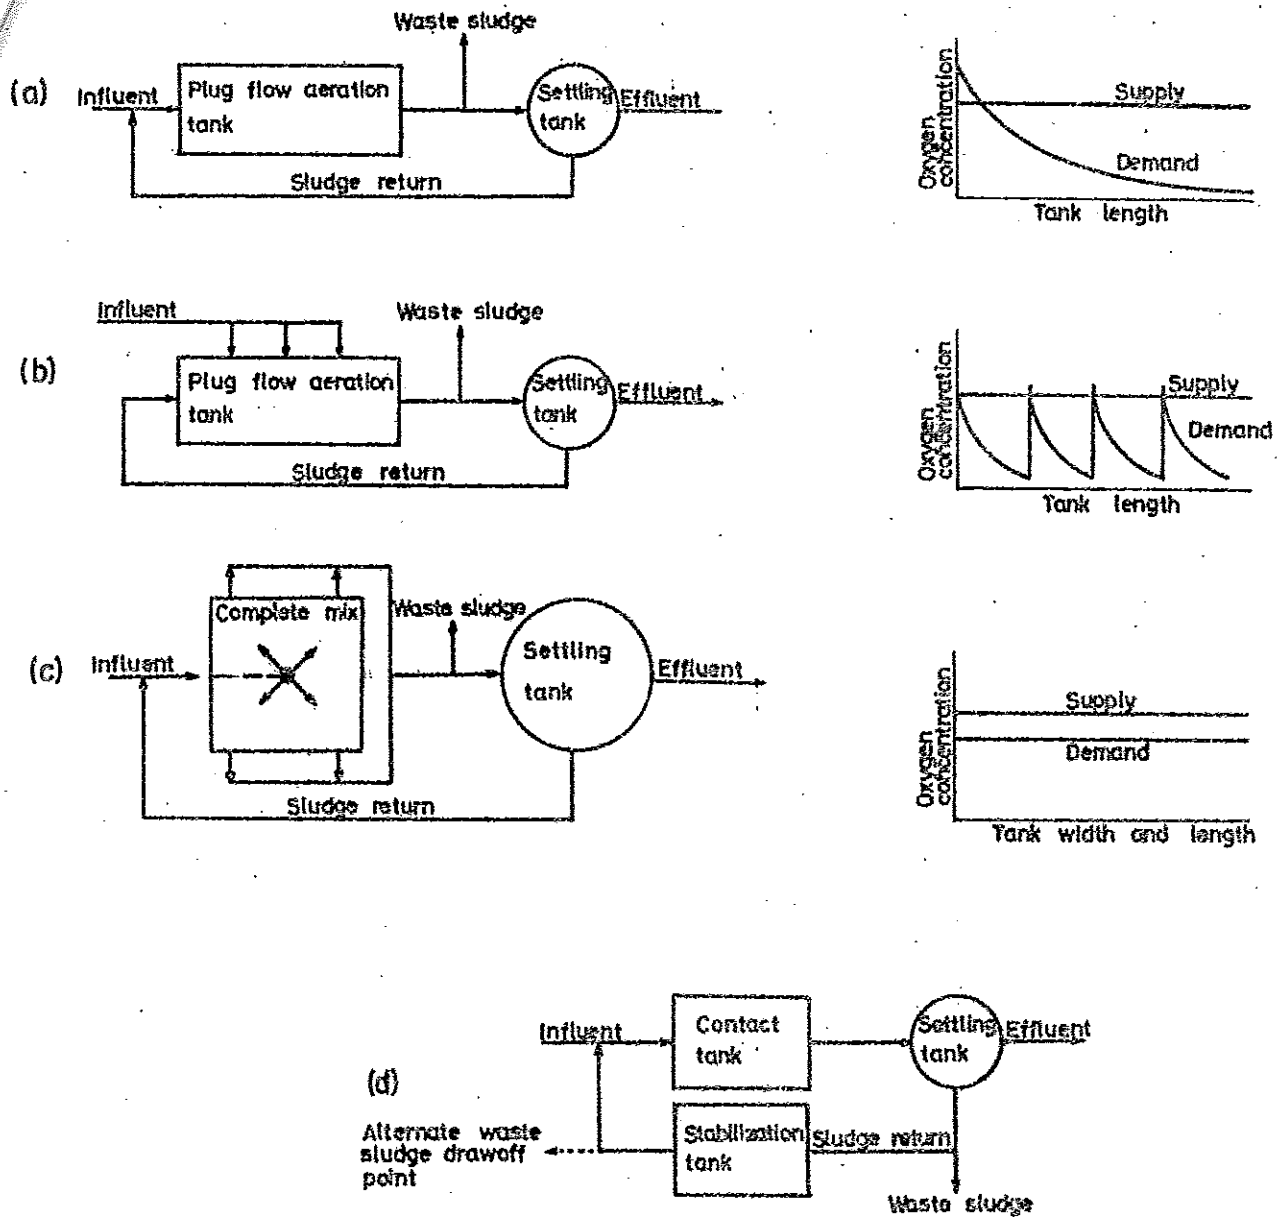 Waste sludge
(a)
Influent
Plug flow aeration
tank
Settling
tank
Effluent
Sludge return
Oxygen
concentration
Supply
Demand
Tank length
Influent
Waste sludge
(b)
Plug flow aeration
tank
Settling
tank
Effluent
Sludge return
Oxygen
concentration
Supply
Demand
Tank length
(c)
Influent
Complete mix
Waste sludge
Settling
tank
Effluent
Sludge return
Oxygen
concentration
Supply
Demand
Tank width and length
(d)
Influent
Contact
tank
Settling
tank
Effluent
Alternate waste
sludge drawoff
point
Stabilization
tank
Sludge return
Waste sludge